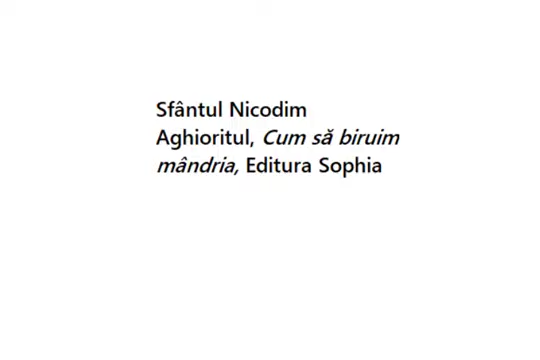 Sfântul Nicodim
Aghioritul, Cum să biruim
mândria, Editura Sophia